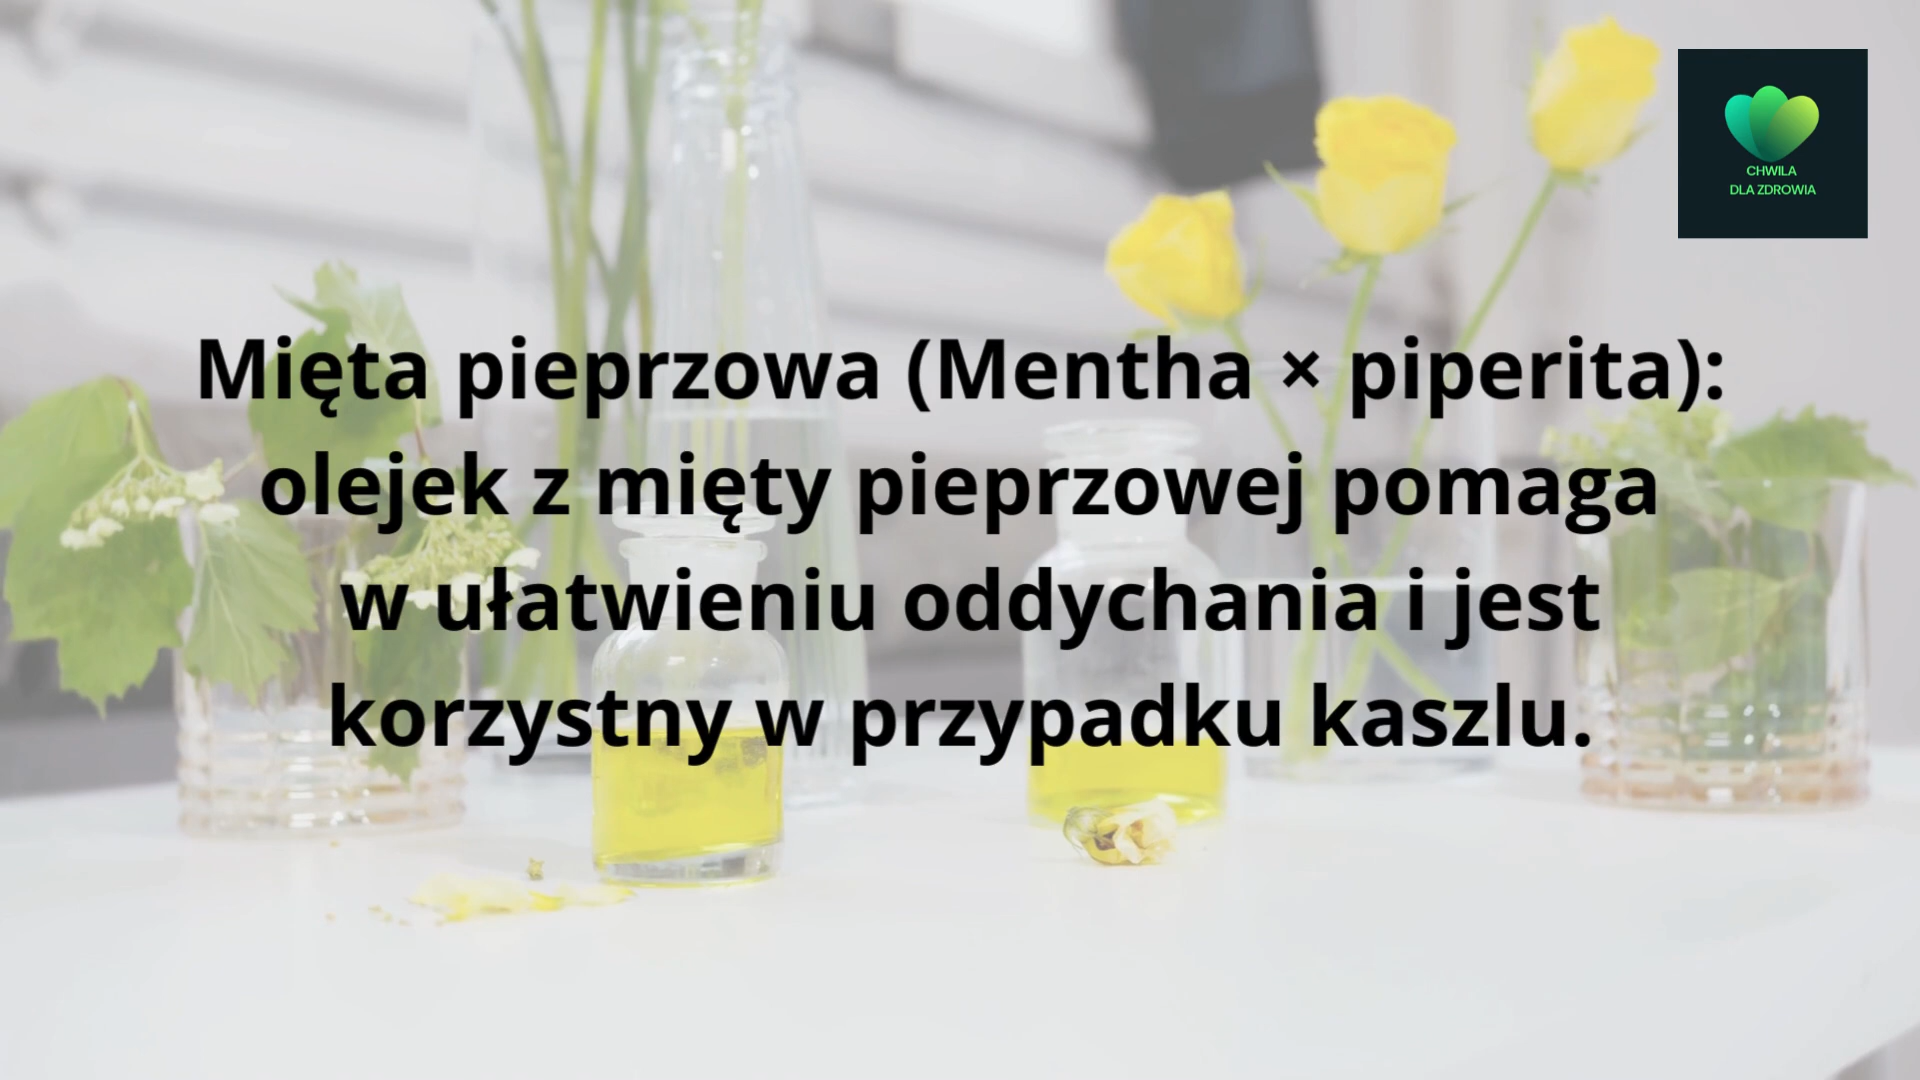 CHWILA
DLA ZDROWIA
Mięta pieprzowa (Mentha × piperita):
olejek z mięty pieprzowej pomaga
w ułatwieniu oddychania i jest
korzystny w przypadku kaszlu.